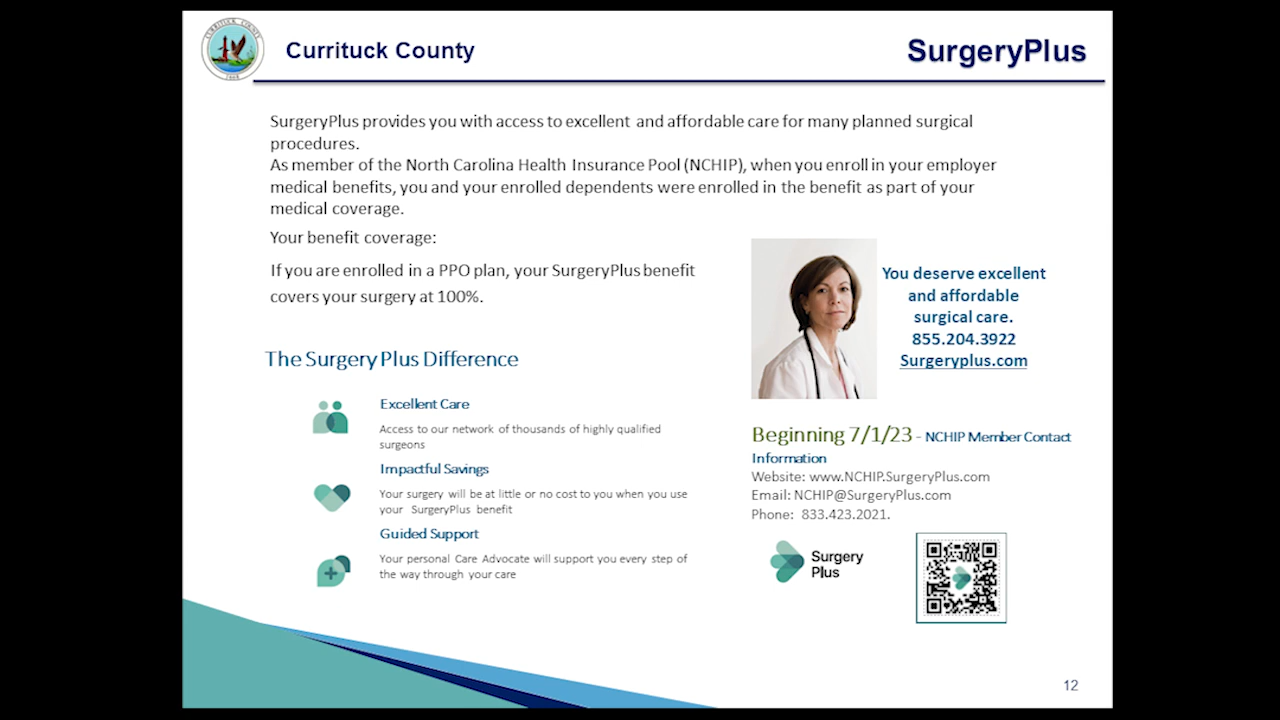 CURRITUCK COUNTY
1668
Currituck County
SurgeryPlus
SurgeryPlus provides you with access to excellent and affordable care for many planned surgical
procedures.
As member of the North Carolina Health Insurance Pool (NCHIP), when you enroll in your employer
medical benefits, you and your enrolled dependents were enrolled in the benefit as part of your
medical coverage.
Your benefit coverage:
If you are enrolled in a PPO plan, your SurgeryPlus benefit
covers your surgery at 100%.
You deserve excellent
and affordable
surgical care.
855.204.3922
Surgeryplus.com
The Surgery Plus Difference
Excellent Care
Access to our network of thousands of highly qualified
surgeons
Impactful Savings
Your surgery will be at little or no cost to you when you use
your SurgeryPlus benefit
Guided Support
Your personal Care Advocate will support you every step of
the way through your care
Beginning 7/1/23 - NCHIP Member Contact
Information
Website: www.NCHIP.SurgeryPlus.com
Email: NCHIP@SurgeryPlus.com
Phone: 833.423.2021.
Surgery
Plus
12